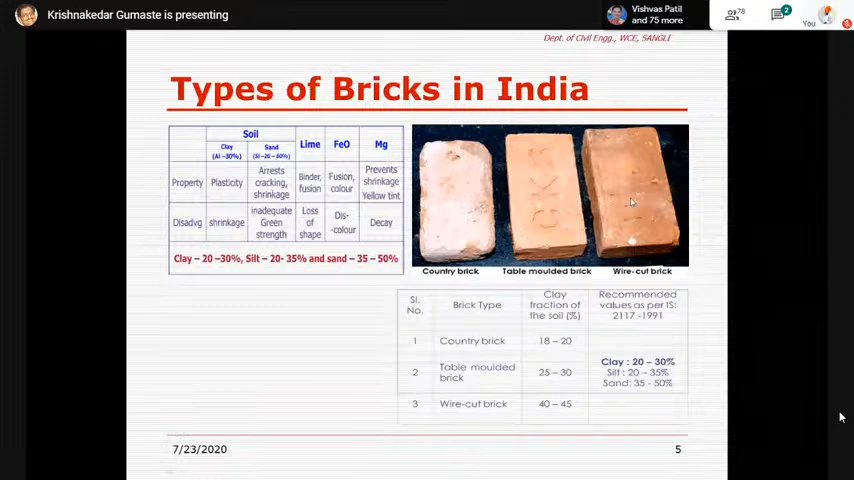 Krishnakedar Gumaste is presenting
Vishvas Patil
and 75 more
78
2
You
Dept. of Civil Engg., WCE, SANGLI
Types of Bricks in India
Soil
Lime
FeO
Mg
Clay
(Al –30%)
Sand
(Si –20 – 60%)
Property
Plasticity
Arrests
cracking,
shrinkage
Binder,
fusion
Fusion,
colour
Prevents
shrinkage
Yellow tint
Disadvg
shrinkage
inadequate
Green
strength
Loss
of
shape
Dis-
-colour
Decay
Clay – 20 –30%, Silt – 20- 35% and sand – 35 – 50%
CKB
Country brick
Table moulded brick
Wire-cut brick
Sl.
No.
Brick Type
Clay
fraction of
the soil (%)
Recommended
values as per IS:
2117 -1991
1
Country brick
18 – 20
2
Table moulded
brick
25 – 30
Clay : 20 – 30%
Silt : 20 – 35%
Sand: 35 - 50%
3
Wire-cut brick
40 – 45
7/23/2020
5